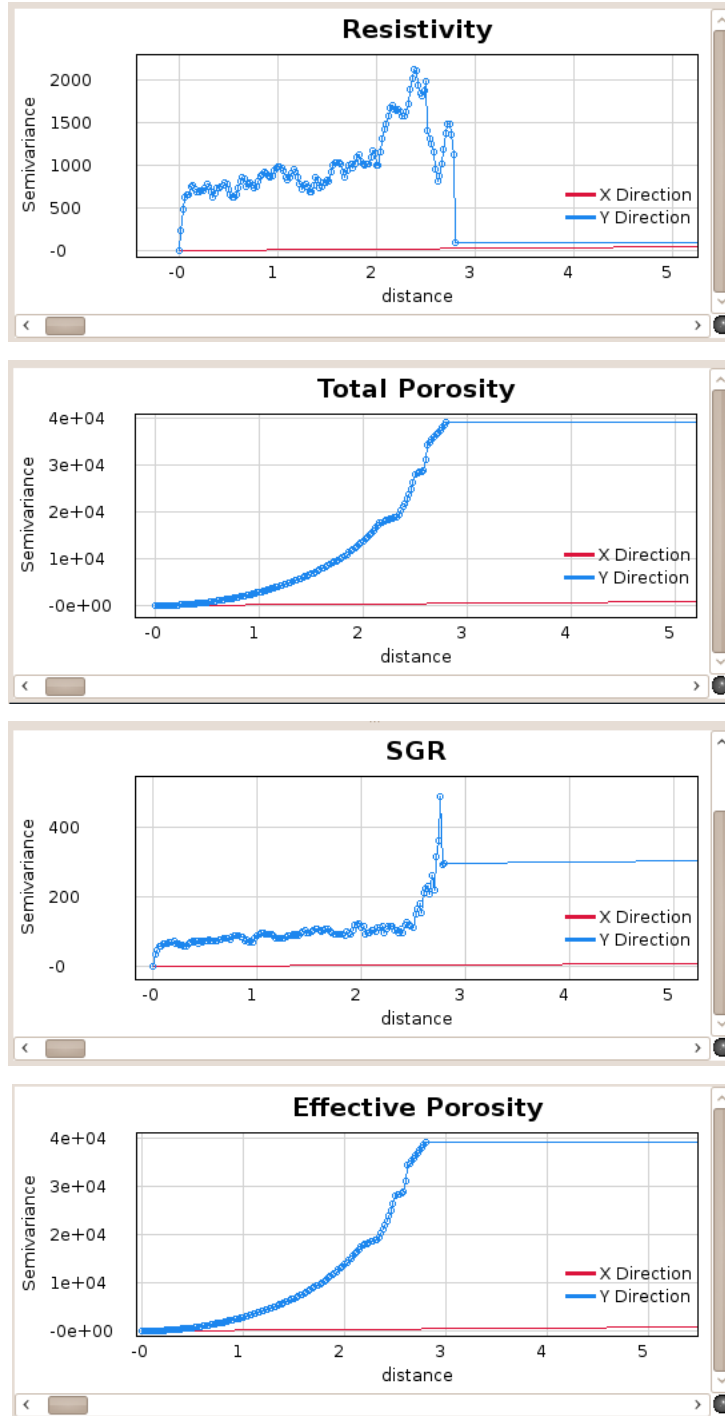 Resistivity
Semivariance
2000
1500
1000
500
-0
X Direction
Y Direction
-0 1 2 3 4 5
distance
Total Porosity
Semivariance
4e+04
3e+04
2e+04
1e+04
-0e+00
X Direction
Y Direction
-0 1 2 3 4 5
distance
SGR
Semivariance
400
200
-0
X Direction
Y Direction
-0 1 2 3 4 5
distance
Effective Porosity
Semivariance
4e+04
3e+04
2e+04
1e+04
-0e+00
X Direction
Y Direction
-0 1 2 3 4 5
distance